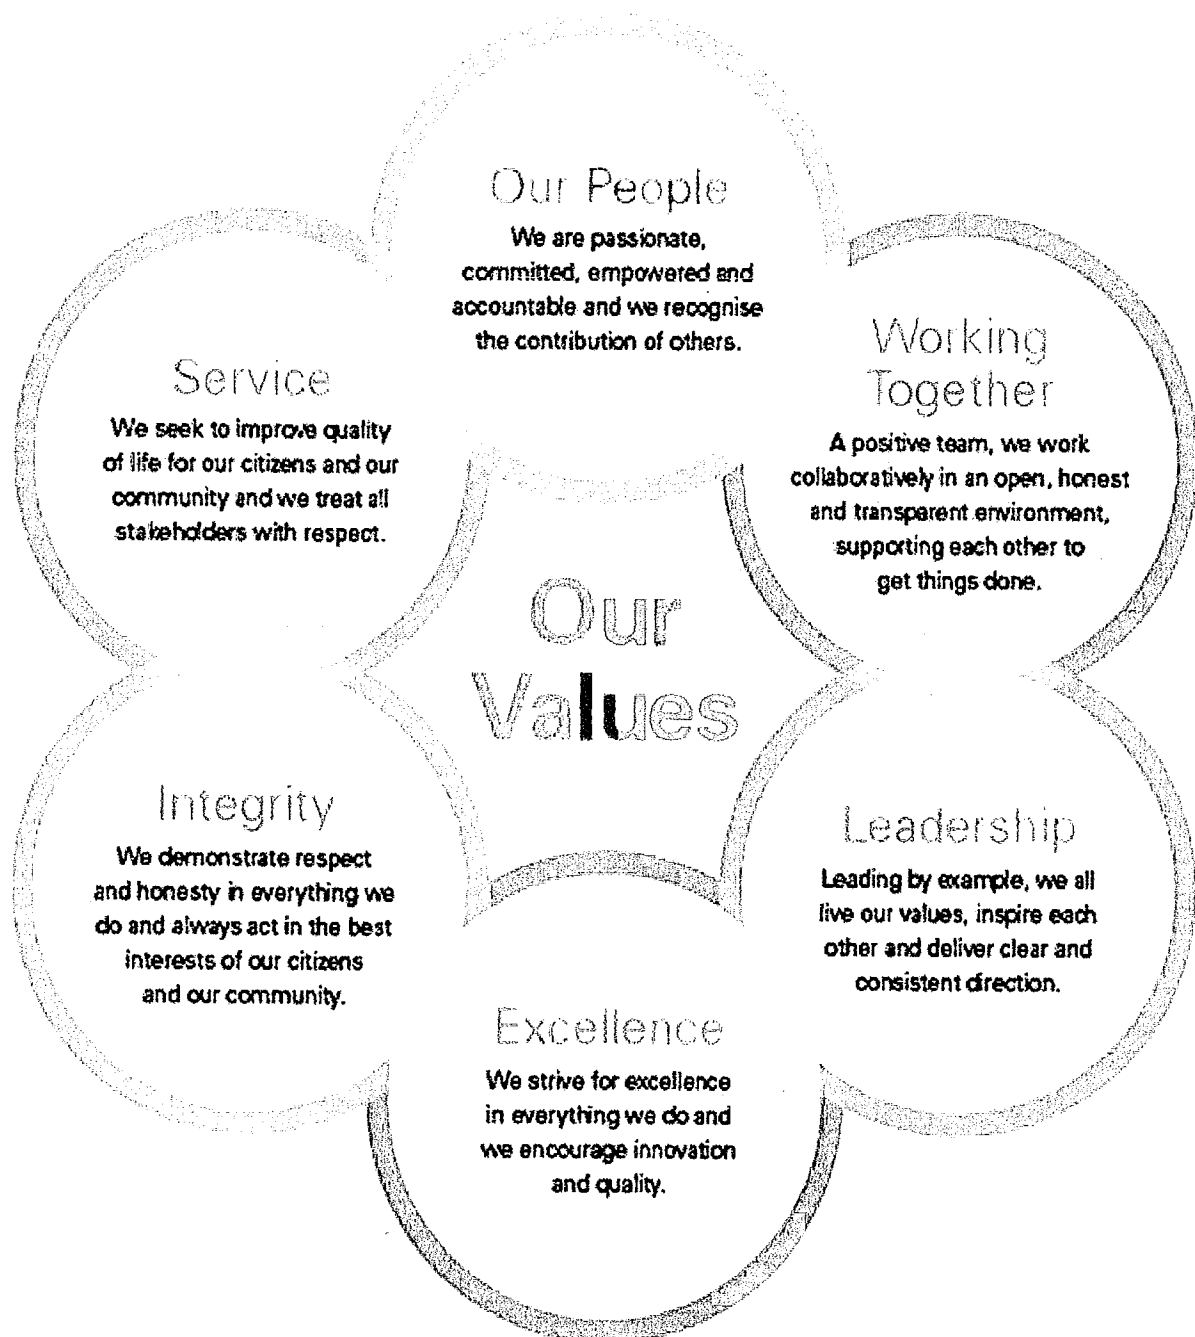 Our People
We are passionate,
committed, empowered and
accountable and we recognise
the contribution of others.
Working
Together
A positive team, we work
collaboratively in an open, honest
and transparent environment,
supporting each other to
get things done.
Service
We seek to improve quality
of life for our citizens and our
community and we treat all
stakeholders with respect.
Our
Values
Integrity
We demonstrate respect
and honesty in everything we
do and always act in the best
interests of our citizens
and our community.
Leadership
Leading by example, we all
live our values, inspire each
other and deliver clear and
consistent direction.
Excellence
We strive for excellence
in everything we do and
we encourage innovation
and quality.